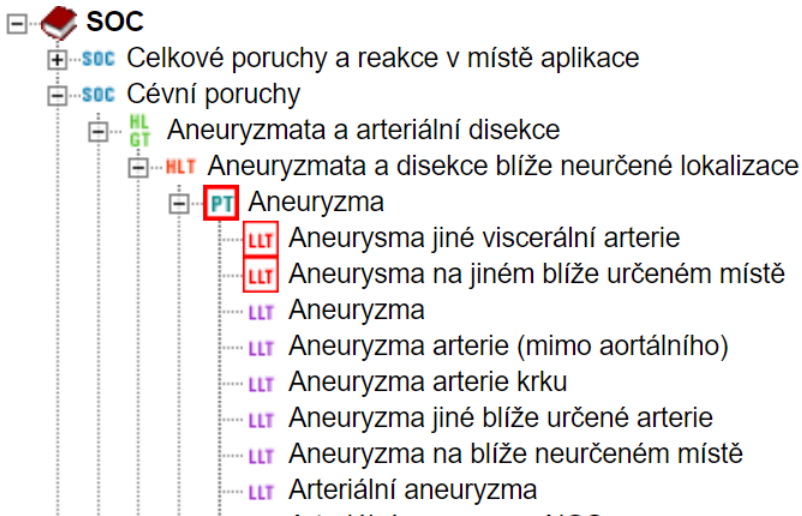 SOC
SOC Celkové poruchy a reakce v místě aplikace
SOC Cévní poruchy
HL GT Aneuryzmata a arteriální disekce
HLT Aneuryzmata a disekce blíže neurčené lokalizace
PT Aneuryzma
LLT Aneurysma jiné viscerální arterie
LLT Aneurysma na jiném blíže určeném místě
LLT Aneuryzma
LLT Aneuryzma arterie (mimo aortálního)
LLT Aneuryzma arterie krku
LLT Aneuryzma jiné blíže určené arterie
LLT Aneuryzma na blíže neurčeném místě
LLT Arteriální aneuryzma